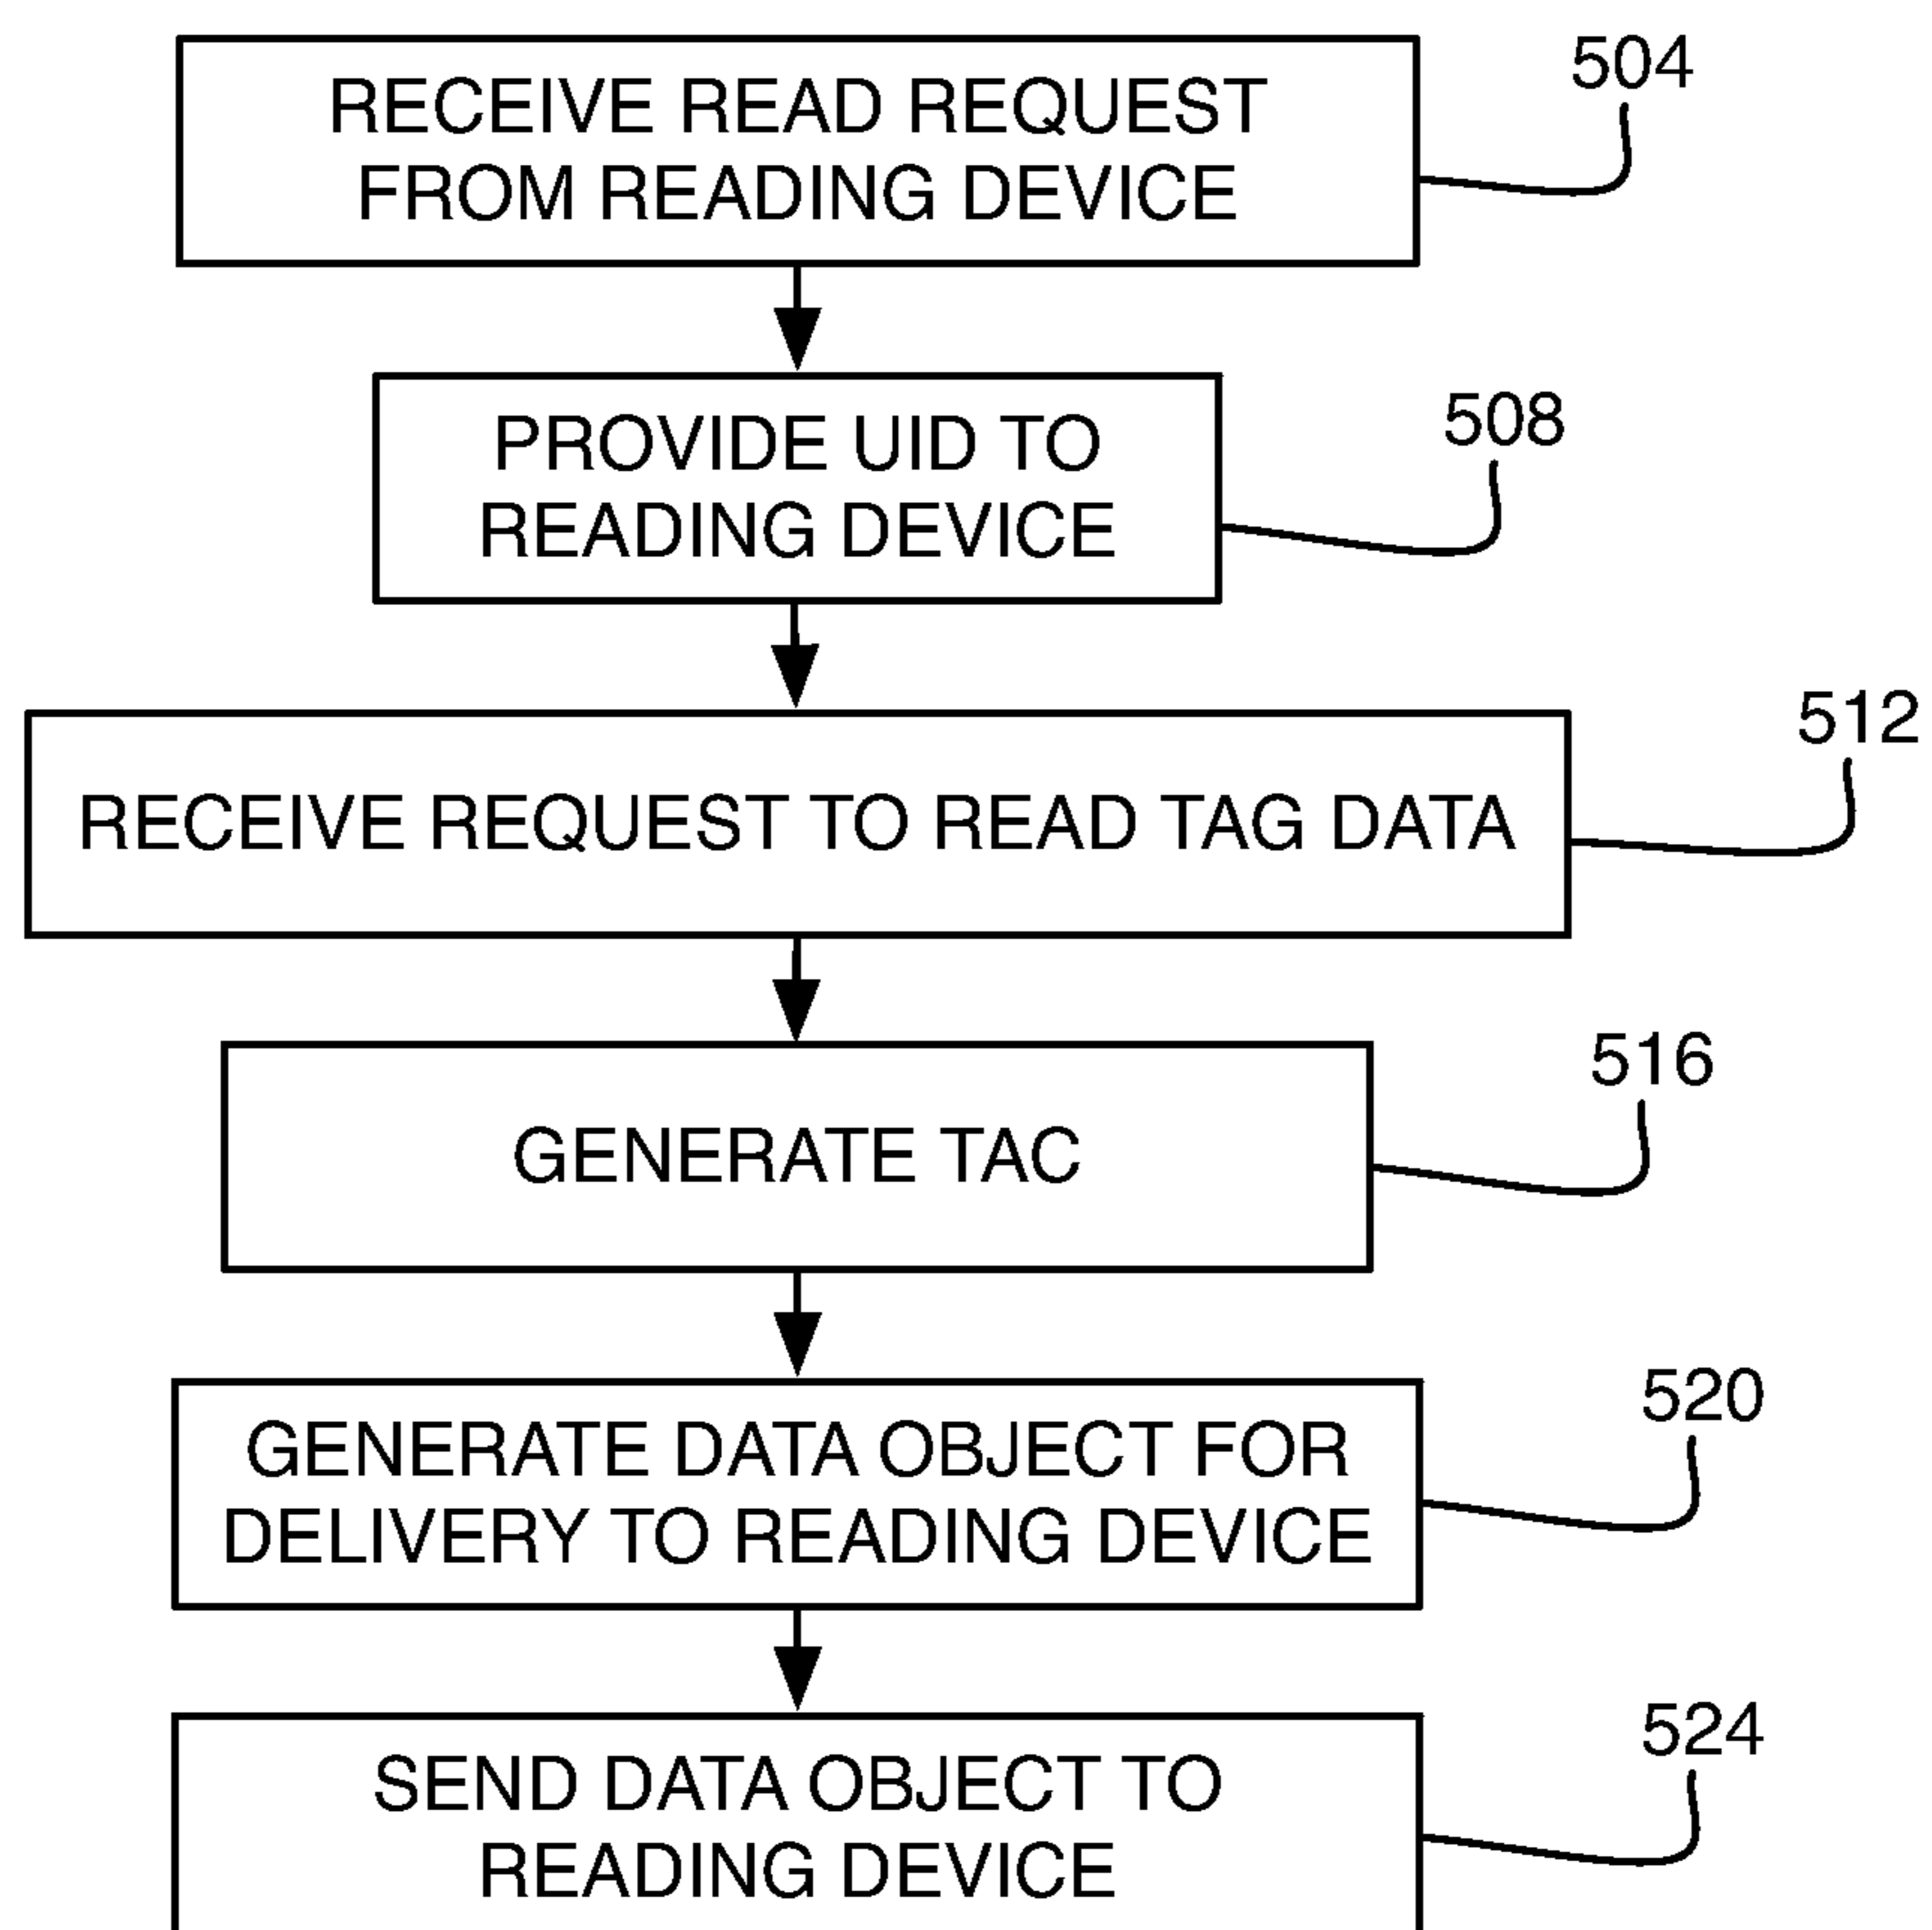 RECEIVE READ REQUEST
FROM READING DEVICE
504
PROVIDE UID TO
READING DEVICE
508
RECEIVE REQUEST TO READ TAG DATA
512
GENERATE TAC
516
GENERATE DATA OBJECT FOR
DELIVERY TO READING DEVICE
520
SEND DATA OBJECT TO
READING DEVICE
524